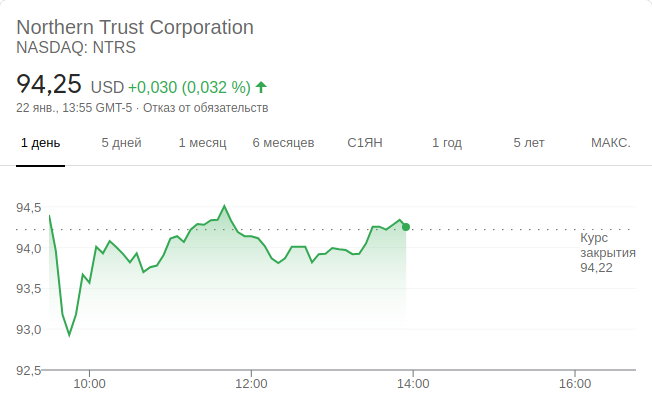 Northern Trust Corporation
NASDAQ: NTRS
94,25 USD +0,030 (0,032 %)
22 янв., 13:55 GMT-5 · Отказ от обязательств
1 день 5 дней 1 месяц 6 месяцев С1ЯН 1 год 5 лет МАКС.
94,5
94,0
93,5
93,0
92,5
Курс
закрытия
94,22
10:00 12:00 14:00 16:00